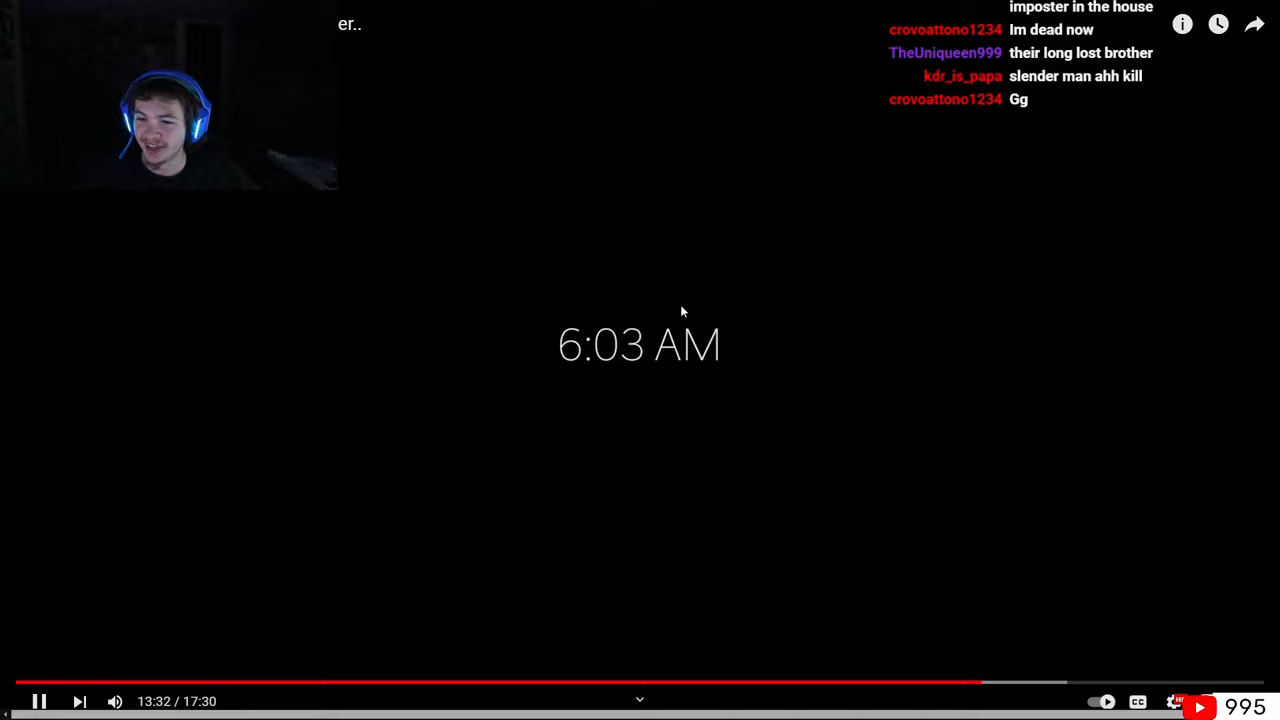 er..
imposter in the house
crovoattono1234 Im dead now
TheUniqueen999 their long lost brother
kdr_is_papa slender man ahh kill
crovoattono1234 Gg
6:03 AM
13:32 / 17:30
CC
995